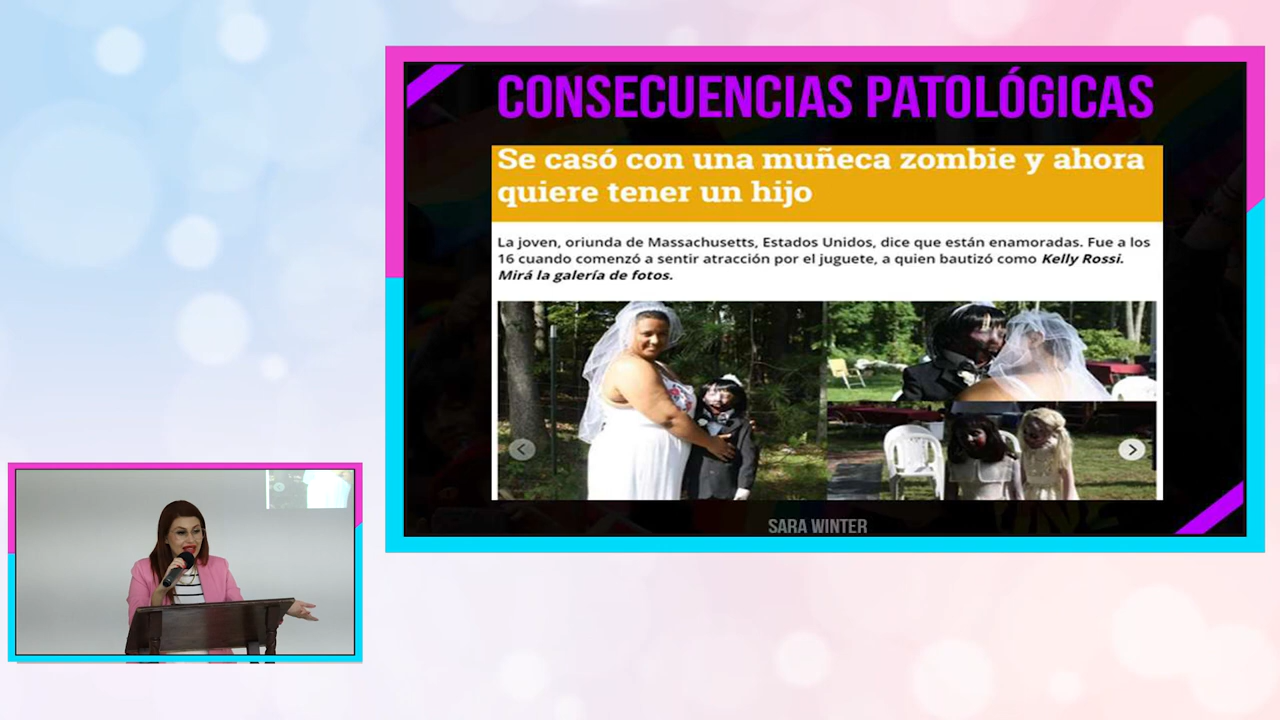 CONSECUENCIAS PATOLÓGICAS
Se casó con una muñeca zombie y ahora
quiere tener un hijo
La joven, oriunda de Massachusetts, Estados Unidos, dice que están enamoradas. Fue a los
16 cuando comenzó a sentir atracción por el juguete, a quien bautizó como Kelly Rossi.
Mirá la galería de fotos.
SARA WINTER